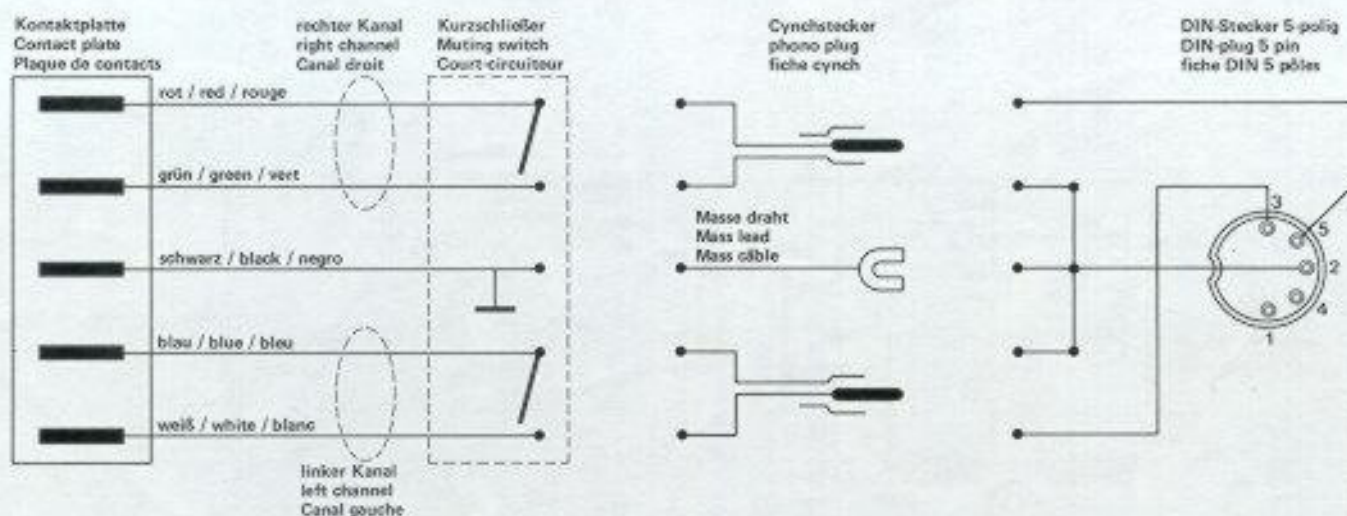 Kontaktplatte
Contact plate
Plaque de contacts
rechter Kanal
right channel
Canal droit
Kurzschließer
Muting switch
Court-circuiteur
Cynchstecker
phono plug
fiche cynch
DIN-Stecker 5-polig
DIN-plug 5 pin
fiche DIN 5 pôles
rot / red / rouge
grün / green / vert
schwarz / black / negro
blau / blue / bleu
weiß / white / blanc
linker Kanal
left channel
Canal gauche
Masse draht
Mass lead
Mass câble
3
5
2
4
1